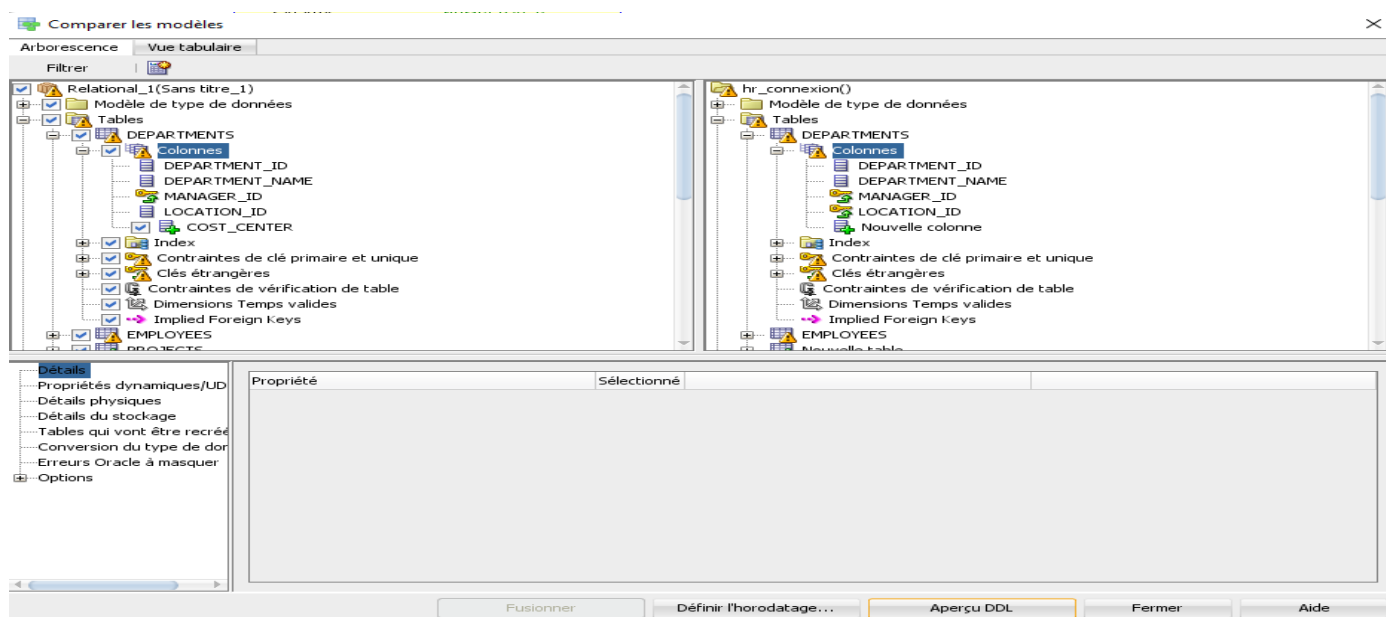 Comparer les modèles
Arborescence Vue tabulaire
Filtrer
Relational_1(Sans titre_1)
Modèle de type de données
Tables
DEPARTMENTS
Colonnes
DEPARTMENT_ID
DEPARTMENT_NAME
MANAGER_ID
LOCATION_ID
COST_CENTER
Index
Contraintes de clé primaire et unique
Clés étrangères
Contraintes de vérification de table
Dimensions Temps valides
Implied Foreign Keys
EMPLOYEES
PROJECTS
hr_connexion()
Modèle de type de données
Tables
DEPARTMENTS
Colonnes
DEPARTMENT_ID
DEPARTMENT_NAME
MANAGER_ID
LOCATION_ID
Nouvelle colonne
Index
Contraintes de clé primaire et unique
Clés étrangères
Contraintes de vérification de table
Dimensions Temps valides
Implied Foreign Keys
EMPLOYEES
Nouvelle table
Détails
Propriétés dynamiques/UD
Détails physiques
Détails du stockage
Tables qui vont être recréé
Conversion du type de dor
Erreurs Oracle à masquer
Options
Propriété Sélectionné
Fusionner Définir l'horodatage... Aperçu DDL Fermer Aide